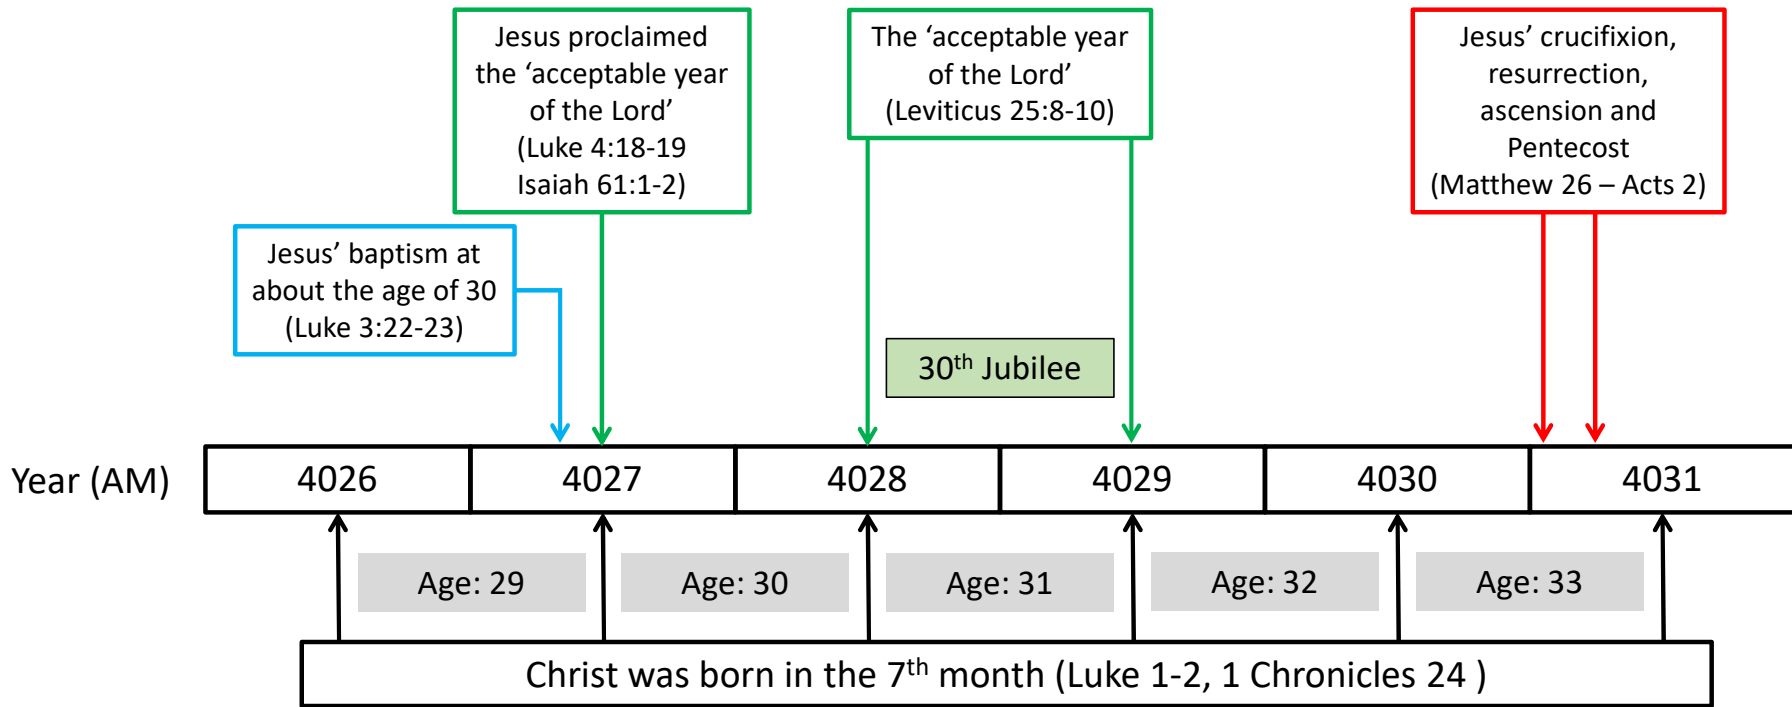 Jesus proclaimed
the ‘acceptable year
of the Lord’
(Luke 4:18-19
Isaiah 61:1-2)
The ‘acceptable year
of the Lord’
(Leviticus 25:8-10)
Jesus’ crucifixion,
resurrection,
ascension and
Pentecost
(Matthew 26 – Acts 2)
Jesus’ baptism at
about the age of 30
(Luke 3:22-23)
30th Jubilee
Year (AM)
4026
4027
4028
4029
4030
4031
Age: 29
Age: 30
Age: 31
Age: 32
Age: 33
Christ was born in the 7th month (Luke 1-2, 1 Chronicles 24 )